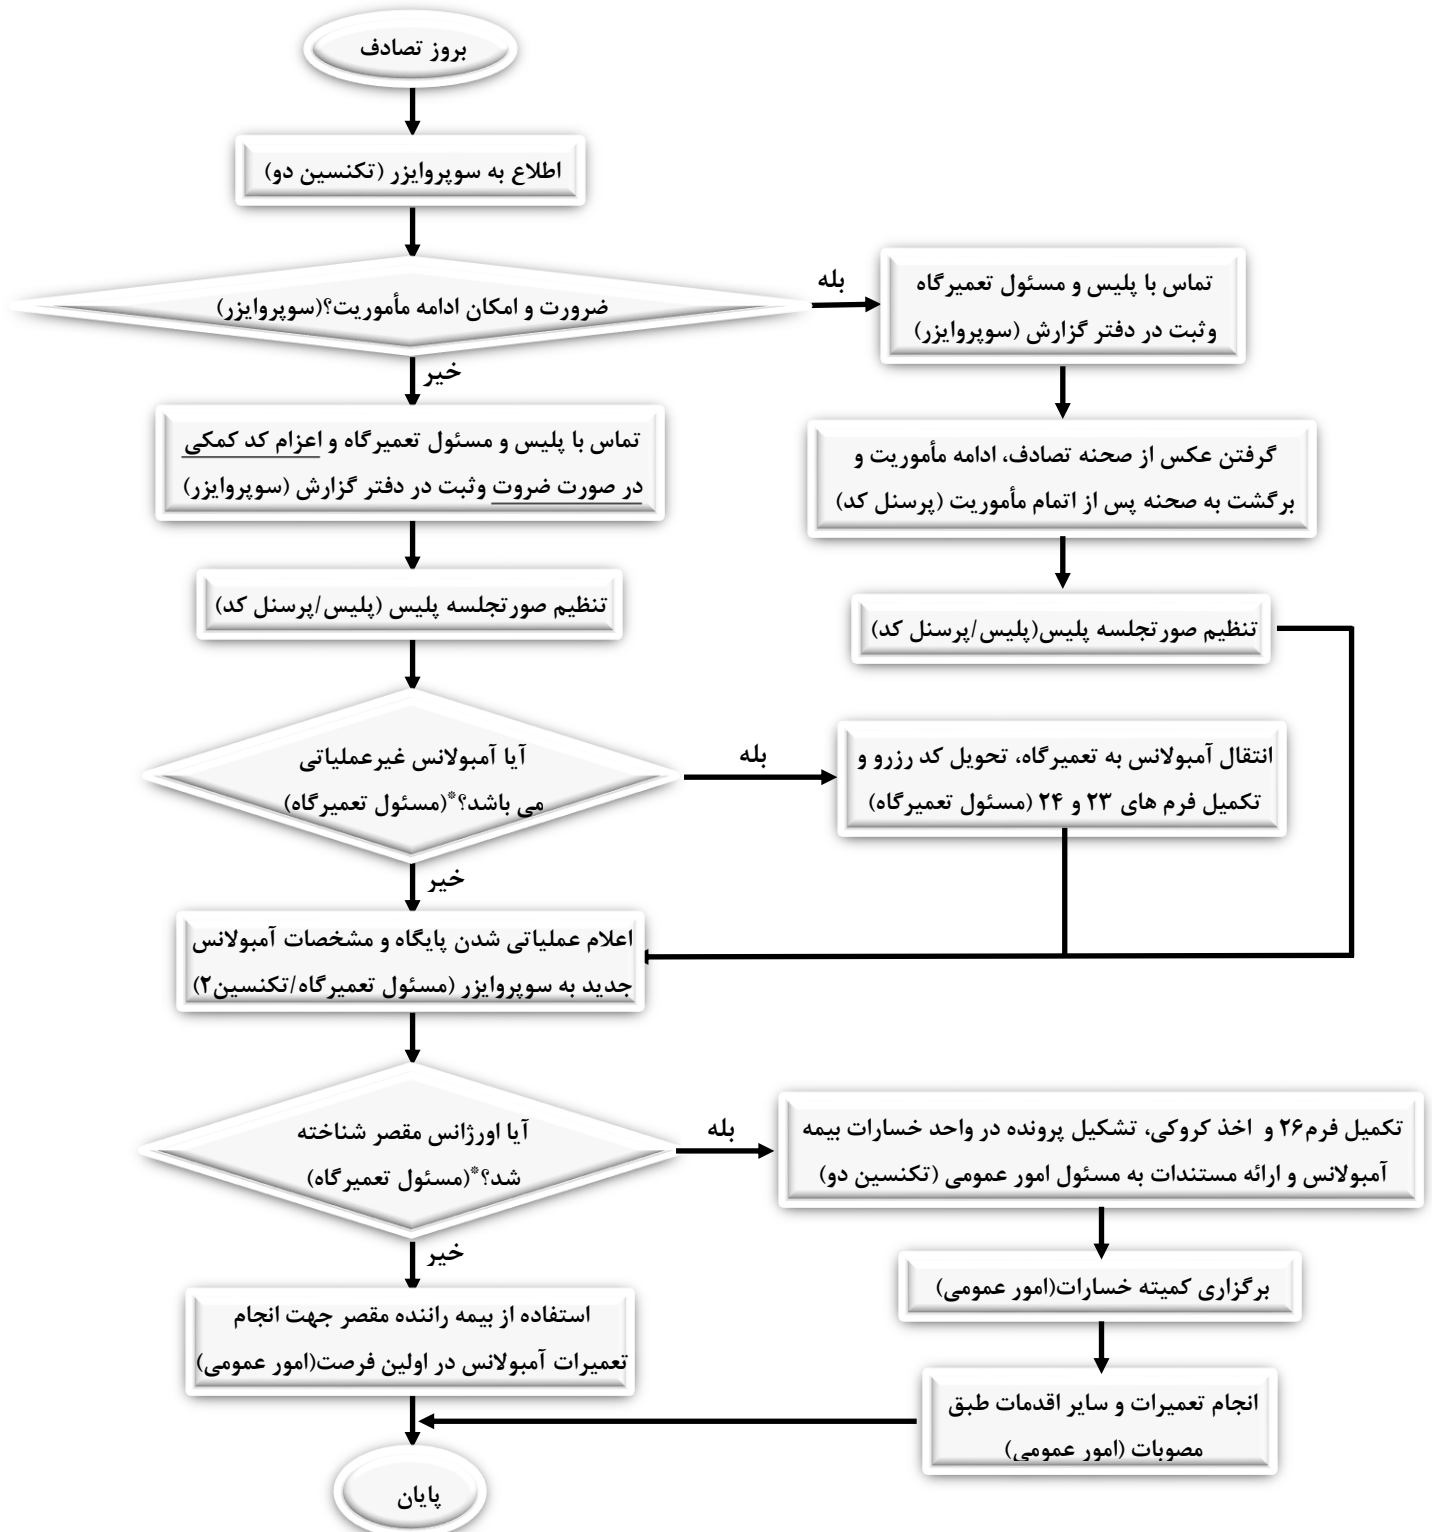 بروز تصادف
اطلاع به سوپروایزر (تکنسین دو)
ضرورت و امکان ادامه مأموریت؟(سوپروایزر)
بله
تماس با پلیس و مسئول تعمیرگاه
وثبت در دفتر گزارش (سوپروایزر)
خیر
تماس با پلیس و مسئول تعمیرگاه و اعزام کد کمکی
در صورت ضروت وثبت در دفتر گزارش (سوپروایزر)
گرفتن عکس از صحنه تصادف، ادامه مأموریت و
برگشت به صحنه پس از اتمام مأموریت (پرسنل کد)
تنظیم صورتجلسه پلیس (پلیس/پرسنل کد)
تنظیم صورتجلسه پلیس(پلیس/پرسنل کد)
آیا آمبولانس غیرعملیاتی
می باشد؟*(مسئول تعمیرگاه)
بله
انتقال آمبولانس به تعمیرگاه، تحویل کد رزرو و
تکمیل فرم های ۲۳ و ۲۴ (مسئول تعمیرگاه)
خیر
اعلام عملیاتی شدن پایگاه و مشخصات آمبولانس
جدید به سوپروایزر (مسئول تعمیرگاه/تکنسین۲)
آیا اورژانس مقصر شناخته
شد؟*(مسئول تعمیرگاه)
بله
تکمیل فرم۲۶ و اخذ کروکی، تشکیل پرونده در واحد خسارات بیمه
آمبولانس و ارائه مستندات به مسئول امور عمومی (تکنسین دو)
خیر
برگزاری کمیته خسارات(امور عمومی)
استفاده از بیمه راننده مقصر جهت انجام
تعمیرات آمبولانس در اولین فرصت(امور عمومی)
انجام تعمیرات و سایر اقدمات طبق
مصوبات (امور عمومی)
پایان